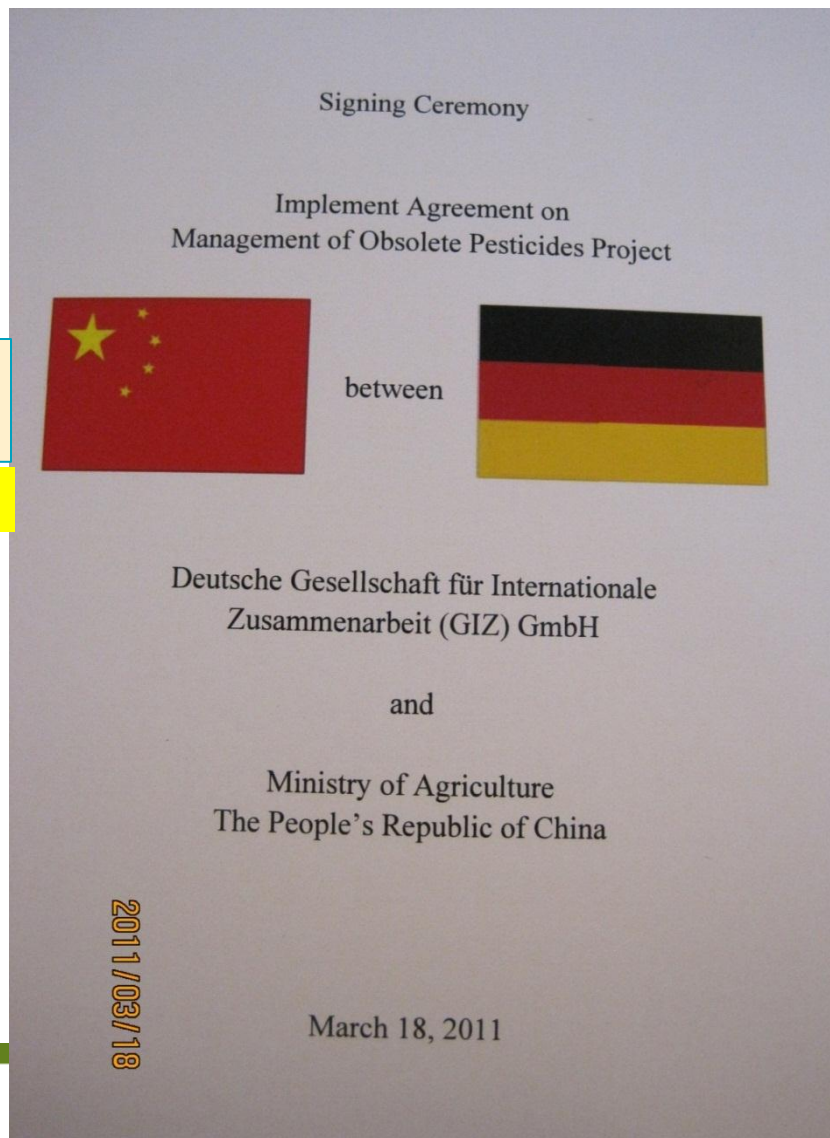 Signing Ceremony
Implement Agreement on
Management of Obsolete Pesticides Project
between
Deutsche Gesellschaft für Internationale
Zusammenarbeit (GIZ) GmbH
and
Ministry of Agriculture
The People's Republic of China
2011/03/18
March 18, 2011